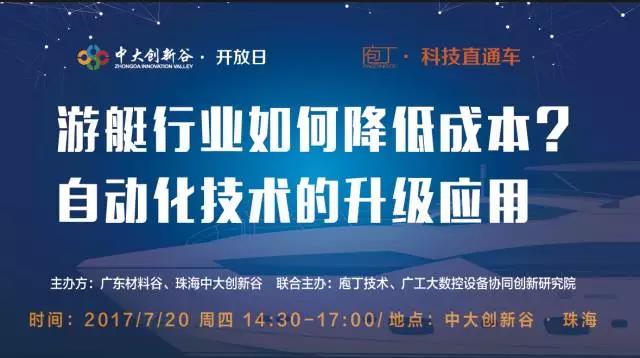 中大创新谷 · 开放日 庖丁 · 科技直通车
ZHONGDA INNOVATION VALLEY
游艇行业如何降低成本?
自动化技术的升级应用
主办方：广东材料谷、珠海中大创新谷 联合主办：庖丁技术、广工大数控设备协同创新研究院
时间：2017/7/20 周四 14:30-17:00/ 地点：中大创新谷 · 珠海